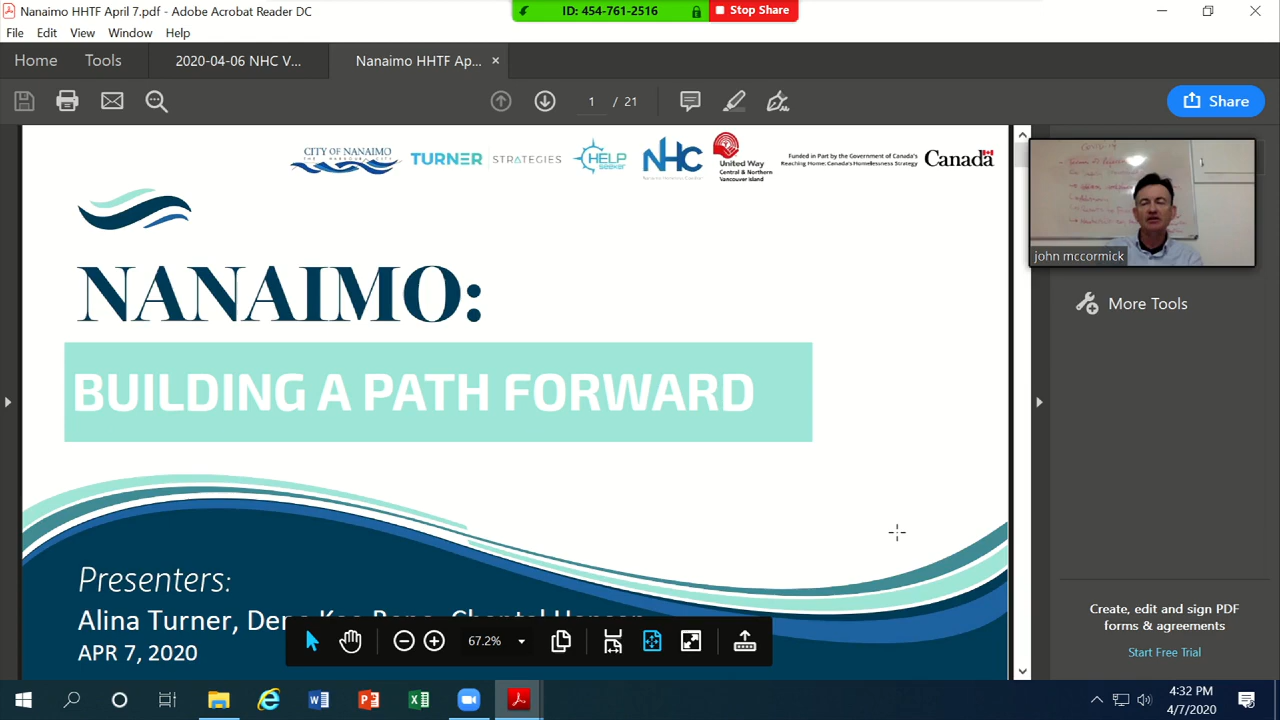 Nanaimo HHTF April 7.pdf - Adobe Acrobat Reader DC
ID: 454-761-2516
Stop Share
File Edit View Window Help
Home Tools 2020-04-06 NHC V... Nanaimo HHTF Ap... ×
1 / 21
Share
CITY OF NANAIMO
THE HARBOUR CITY
TURNER STRATEGIES
HELP
seeker
NHC
United Way
Central & Northern
Vancouver Island
Funded in Part by the Government of Canada's
Reaching Home: Canada's Homelessness Strategy
Canada
NANAIMO:
BUILDING A PATH FORWARD
Presenters:
Alina Turner,
APR 7, 2020
67.2%
john mccormick
More Tools
Create, edit and sign PDF
forms & agreements
Start Free Trial
4:32 PM
4/7/2020